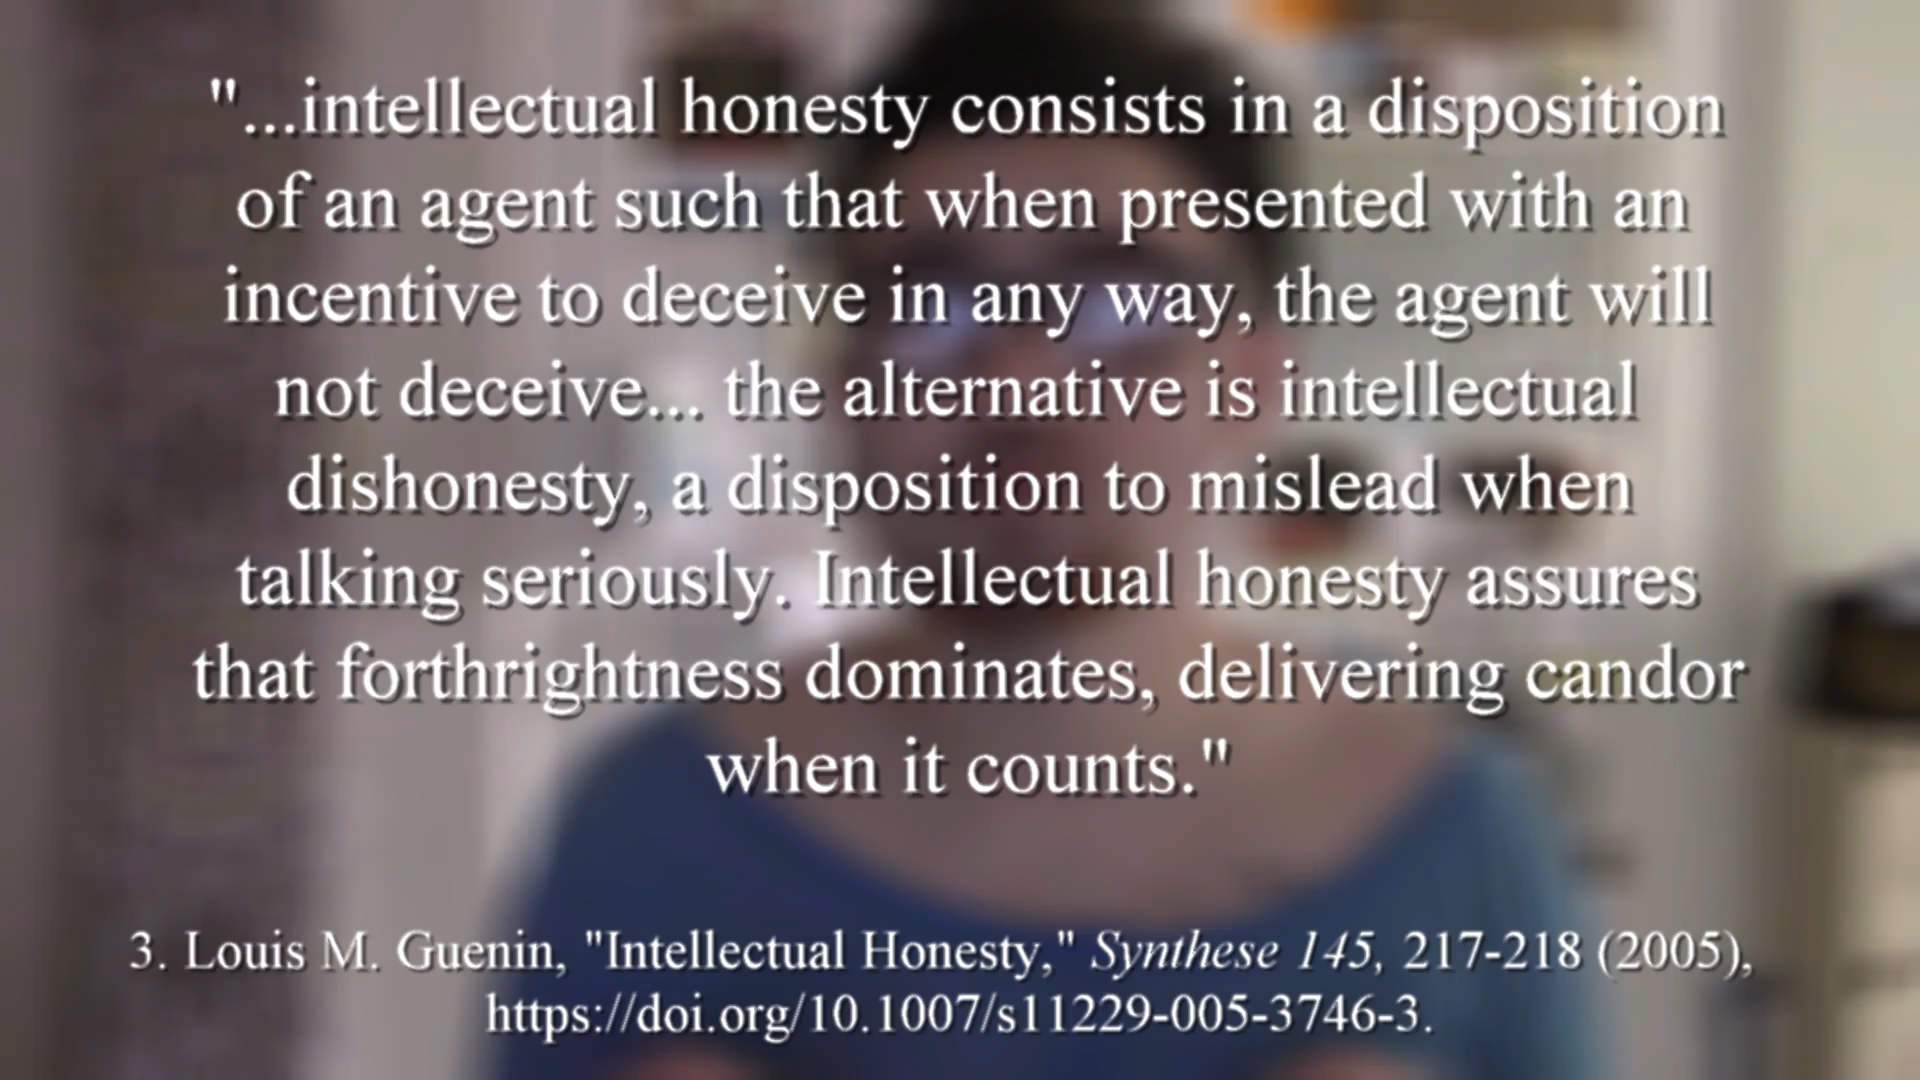 "...intellectual honesty consists in a disposition
of an agent such that when presented with an
incentive to deceive in any way, the agent will
not deceive... the alternative is intellectual
dishonesty, a disposition to mislead when
talking seriously. Intellectual honesty assures
that forthrightness dominates, delivering candor
when it counts."
3. Louis M. Guenin, "Intellectual Honesty," Synthese 145, 217-218 (2005),
https://doi.org/10.1007/s11229-005-3746-3.